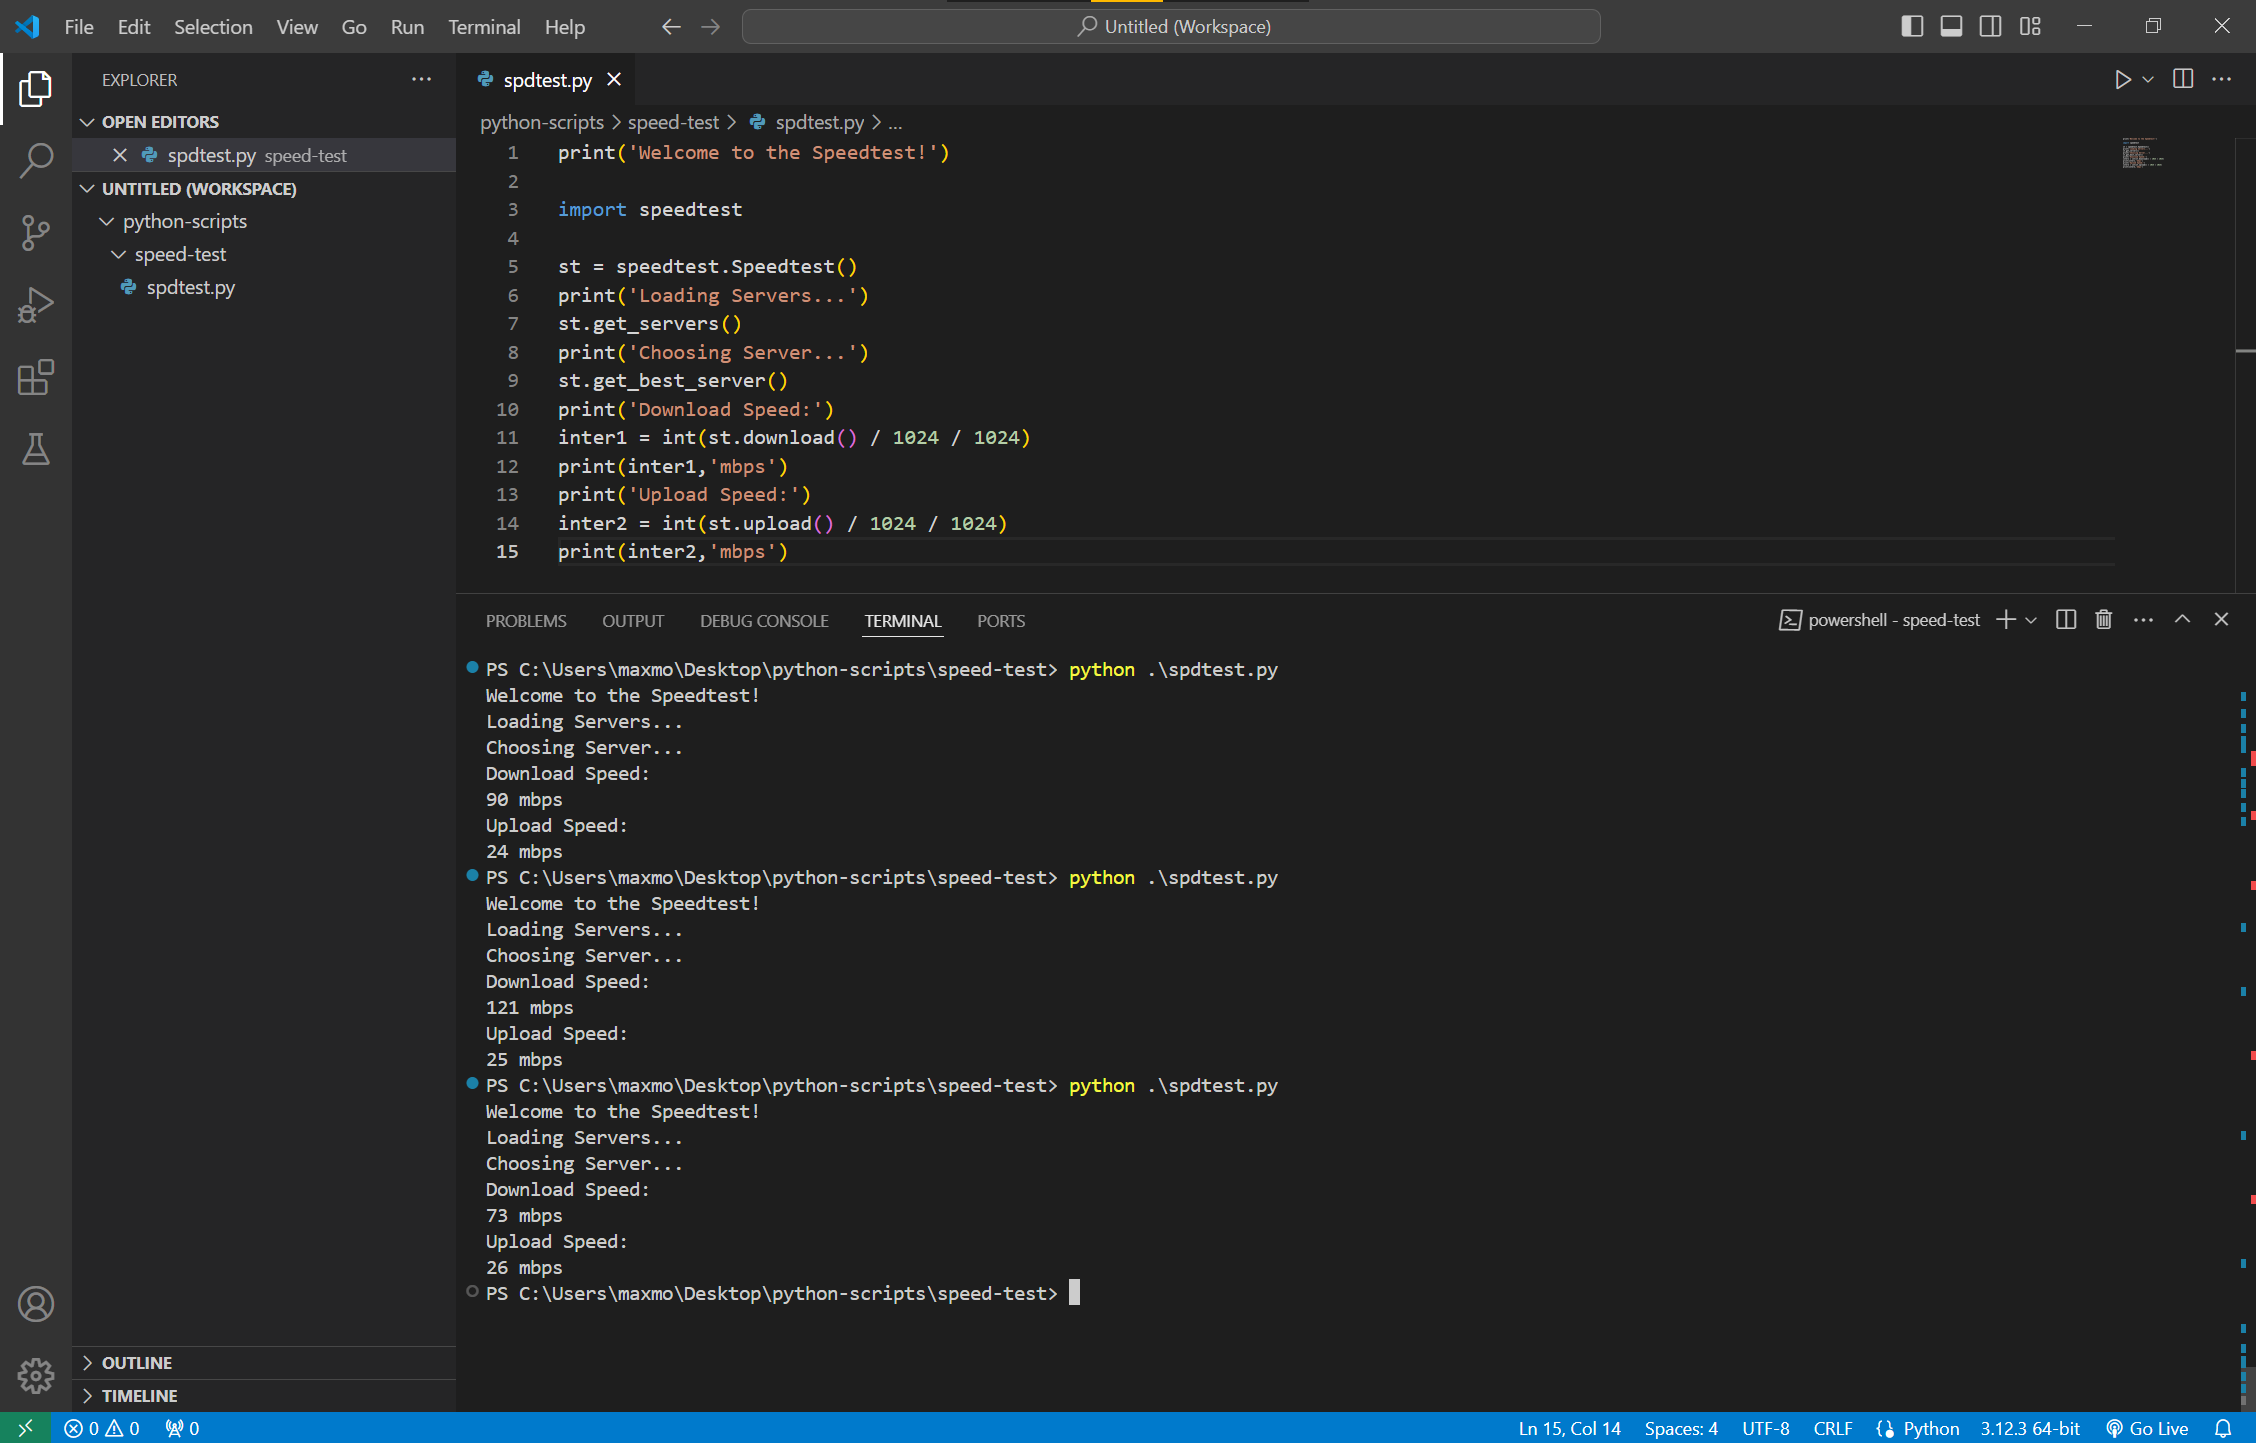 File Edit Selection View Go Run Terminal Help
Untitled (Workspace)
EXPLORER
OPEN EDITORS
spdtest.py speed-test
UNTITLED (WORKSPACE)
python-scripts
speed-test
spdtest.py
OUTLINE
TIMELINE
spdtest.py
python-scripts > speed-test > spdtest.py > ...
1 print('Welcome to the Speedtest!')
2
3 import speedtest
4
5 st = speedtest.Speedtest()
6 print('Loading Servers...')
7 st.get_servers()
8 print('Choosing Server...')
9 st.get_best_server()
10 print('Download Speed:')
11 inter1 = int(st.download() / 1024 / 1024)
12 print(inter1,'mbps')
13 print('Upload Speed:')
14 inter2 = int(st.upload() / 1024 / 1024)
15 print(inter2,'mbps')
PROBLEMS OUTPUT DEBUG CONSOLE TERMINAL PORTS
powershell - speed-test
PS C:\Users\maxmo\Desktop\python-scripts\speed-test> python .\spdtest.py
Welcome to the Speedtest!
Loading Servers...
Choosing Server...
Download Speed:
90 mbps
Upload Speed:
24 mbps
PS C:\Users\maxmo\Desktop\python-scripts\speed-test> python .\spdtest.py
Welcome to the Speedtest!
Loading Servers...
Choosing Server...
Download Speed:
121 mbps
Upload Speed:
25 mbps
PS C:\Users\maxmo\Desktop\python-scripts\speed-test> python .\spdtest.py
Welcome to the Speedtest!
Loading Servers...
Choosing Server...
Download Speed:
73 mbps
Upload Speed:
26 mbps
PS C:\Users\maxmo\Desktop\python-scripts\speed-test>
0 0 0
Ln 15, Col 14 Spaces: 4 UTF-8 CRLF {} Python 3.12.3 64-bit Go Live